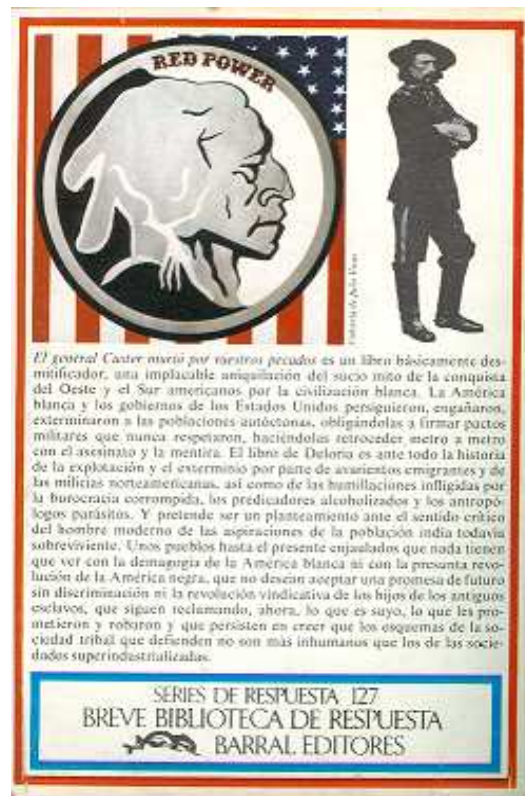 RED POWER
Cubierta de Julio Vivas
El general Custer murió por vuestros pecados es un libro básicamente des-
mitificador, una implacable aniquilación del sucio mito de la conquista
del Oeste y el Sur americanos por la civilización blanca. La América
blanca y los gobiernos de los Estados Unidos persiguieron, engañaron,
exterminaron a las poblaciones autóctonas, obligándolas a firmar pactos
militares que nunca respetaron, haciéndolas retroceder metro a metro
con el asesinato y la mentira. El libro de Deloria es ante todo la historia
de la explotación y el exterminio por parte de avarientos emigrantes y de
las milicias norteamericanas, así como de las humillaciones infligidas por
la burocracia corrompida, los predicadores alcoholizados y los antropó-
logos parásitos. Y pretende ser un planteamiento ante el sentido crítico
del hombre moderno de las aspiraciones de la población india todavía
sobreviviente. Unos pueblos hasta el presente enjaulados que nada tienen
que ver con la demagogia de la América blanca ni con la presunta revo-
lución de la América negra, que no desean aceptar una promesa de futuro
sin discriminación ni la revolución vindicativa de los hijos de los antiguos
esclavos, que siguen reclamando, ahora, lo que es suyo, lo que les pro-
metieron y robaron y que persisten en creer que los esquemas de la so-
ciedad tribal que defienden no son más inhumanos que los de las socie-
dades superindustrializadas.
SERIES DE RESPUESTA 127
BREVE BIBLIOTECA DE RESPUESTA
BARRAL EDITORES